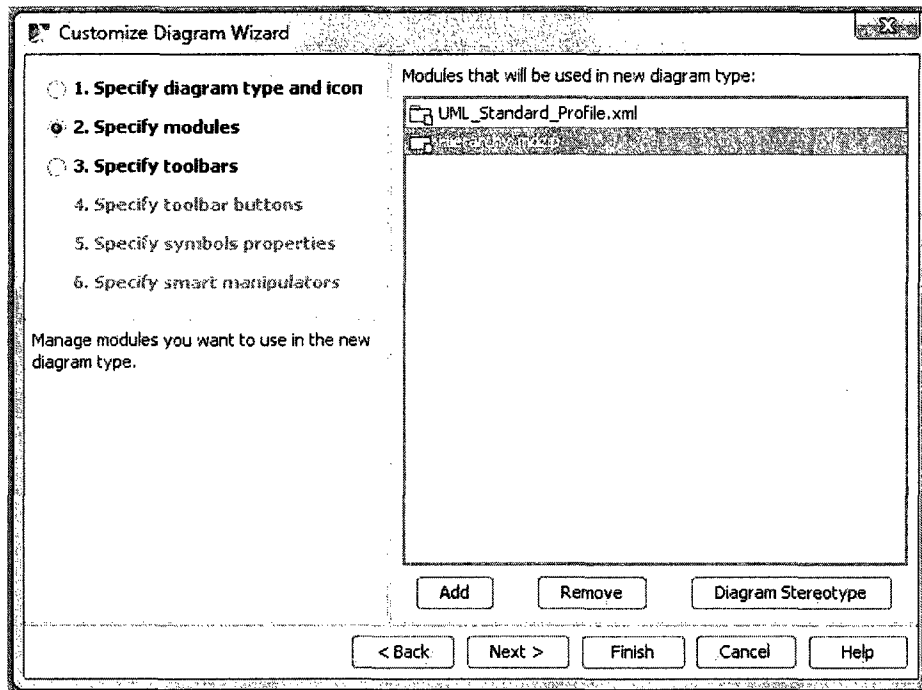 Customize Diagram Wizard
1. Specify diagram type and icon
2. Specify modules
3. Specify toolbars
4. Specify toolbar buttons
5. Specify symbols properties
6. Specify smart manipulators
Manage modules you want to use in the new
diagram type.
Modules that will be used in new diagram type:
UML_Standard_Profile.xml
Add
Remove
Diagram Stereotype
< Back
Next >
Finish
Cancel
Help